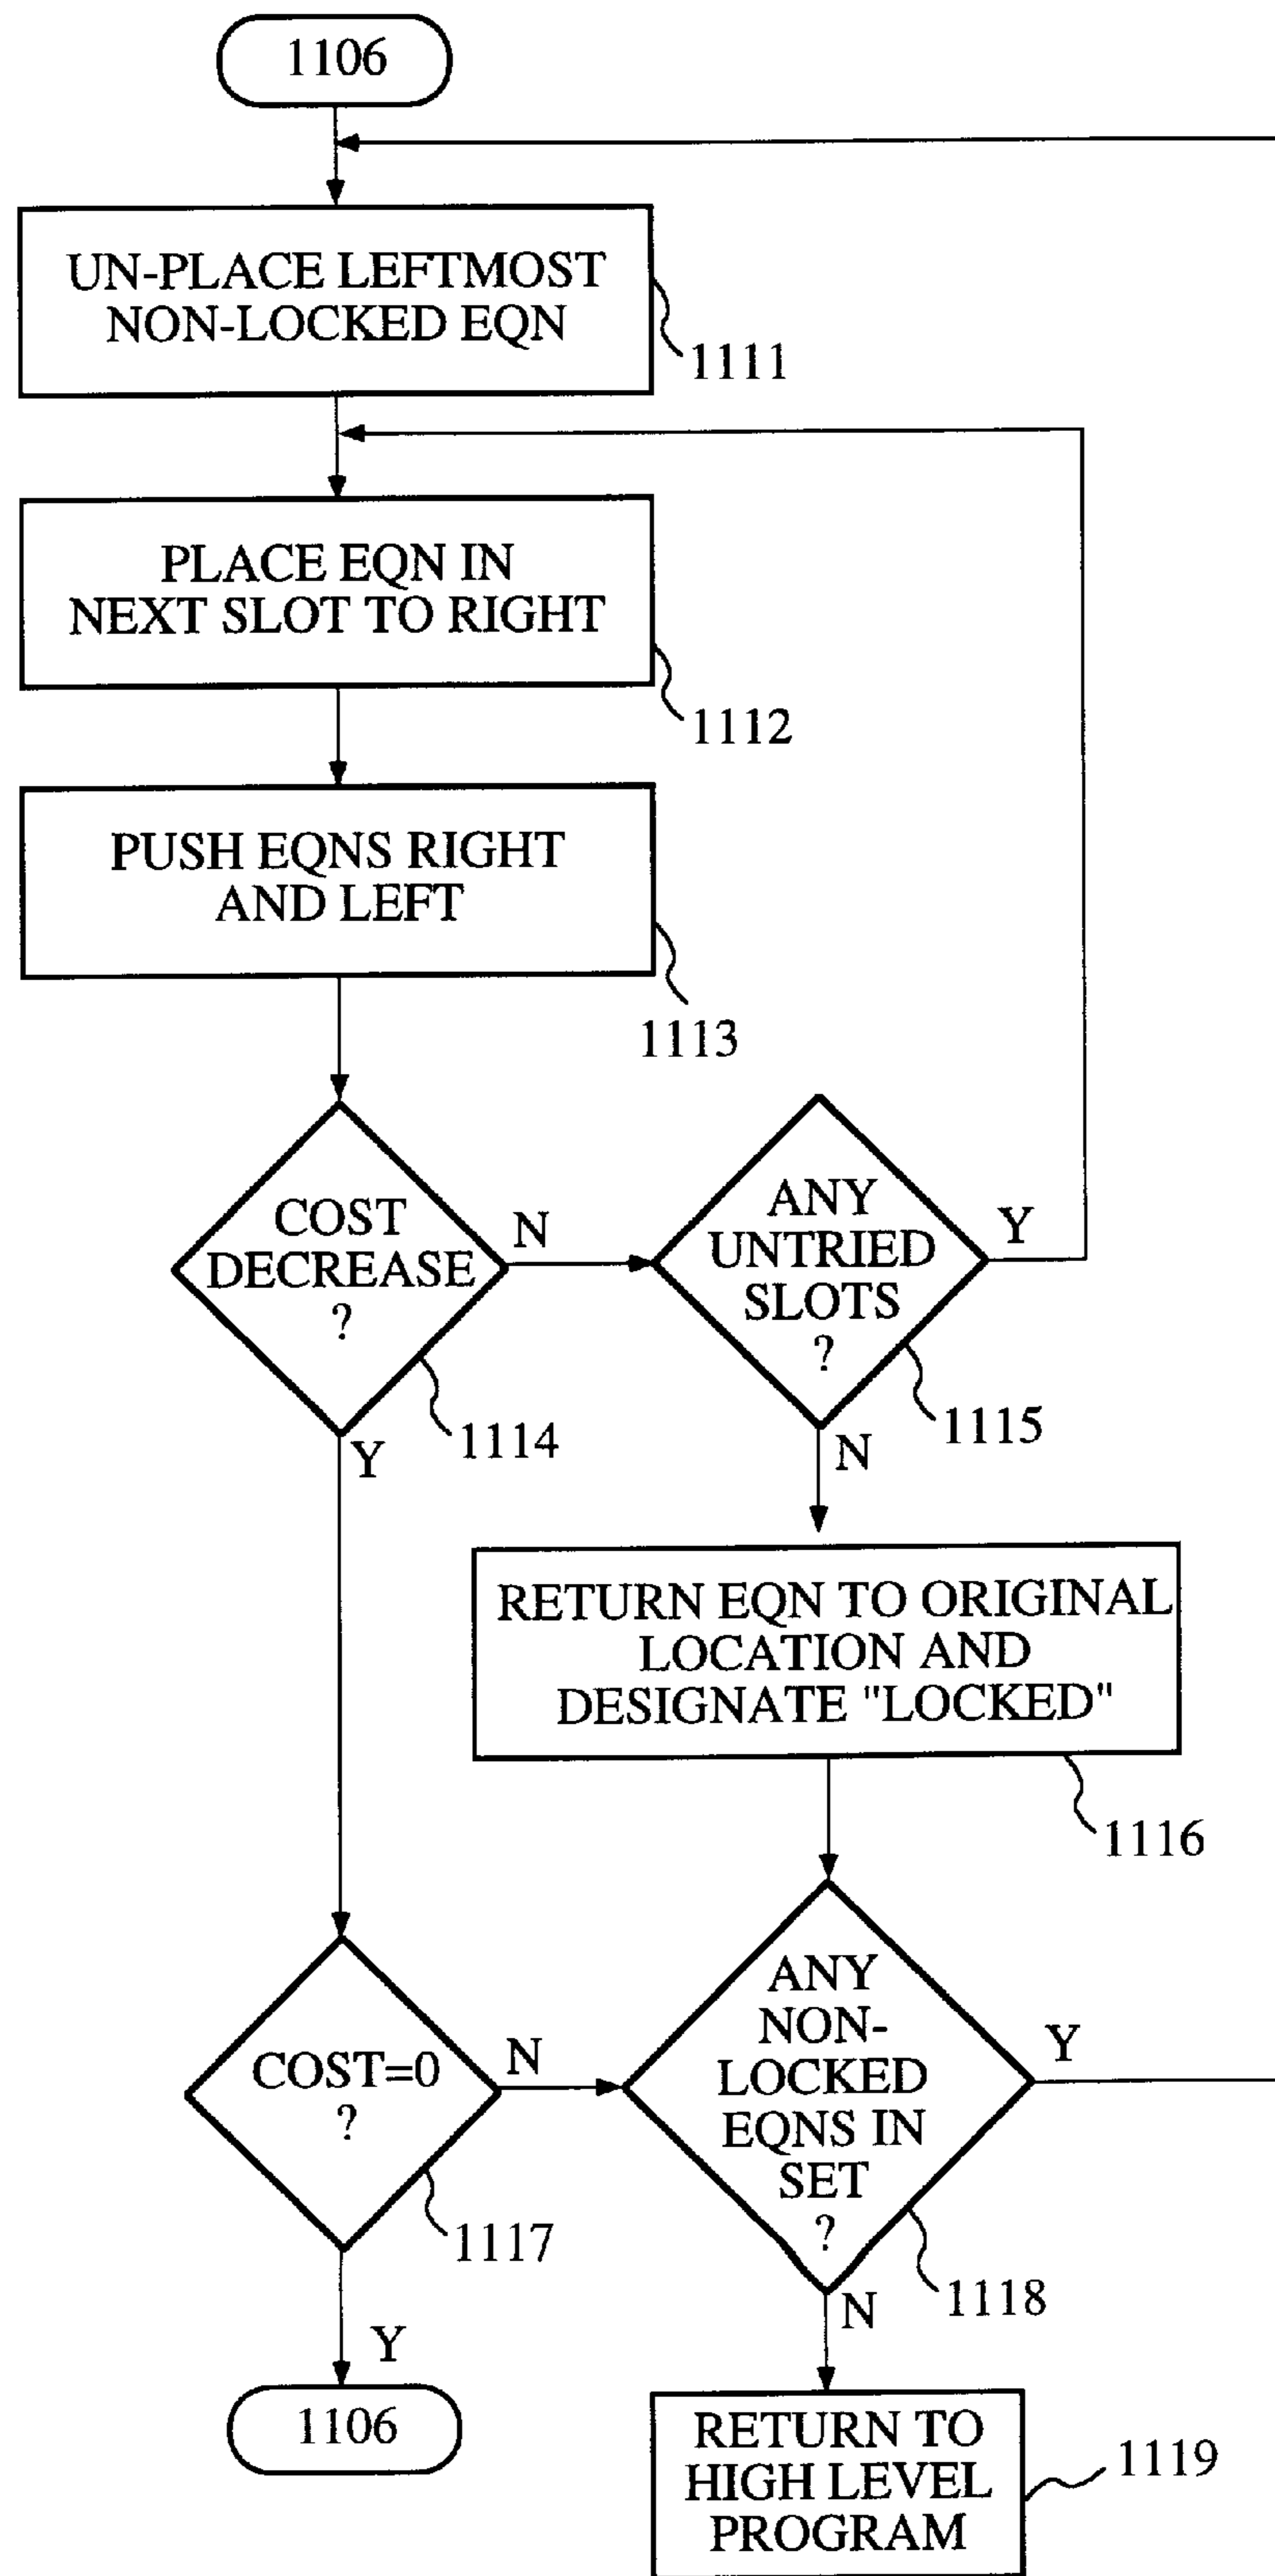 1106
UN-PLACE LEFTMOST
NON-LOCKED EQN
1111
PLACE EQN IN
NEXT SLOT TO RIGHT
1112
PUSH EQNS RIGHT
AND LEFT
1113
COST
DECREASE
?
N
Y
1114
ANY
UNTRIED
SLOTS
?
Y
N
1115
RETURN EQN TO ORIGINAL
LOCATION AND
DESIGNATE "LOCKED"
1116
COST=0
?
N
Y
1117
ANY
NON-
LOCKED
EQNS IN
SET
?
Y
N
1118
1106
RETURN TO
HIGH LEVEL
PROGRAM
1119